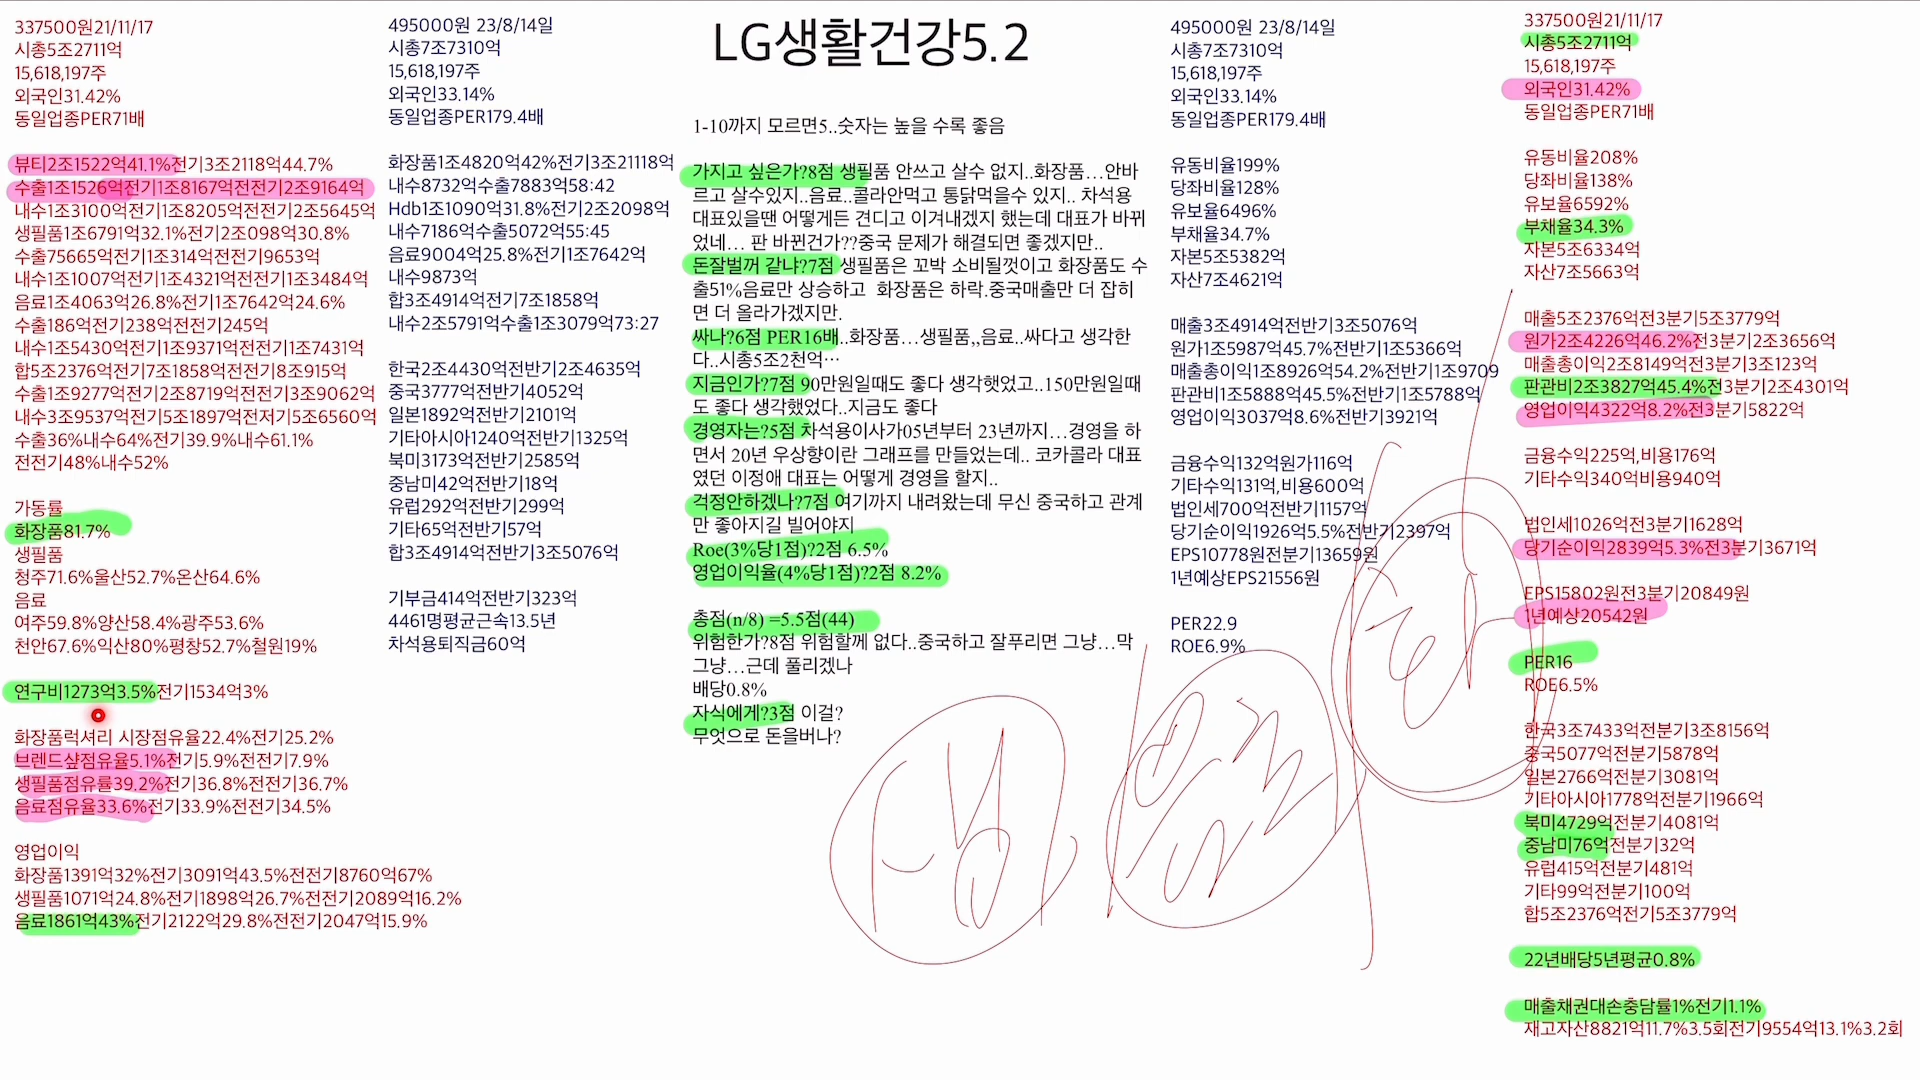 LG생활건강5.2
337500원21/11/17
시총5조2711억
15,618,197주
외국인31.42%
동일업종PER71배
뷰티2조1522억41.1%전기3조2118억44.7%
수출1조1526억전기1조8167억전전기2조9164억
내수1조3100억전기1조8205억전전기2조5645억
생필품1조6791억32.1%전기2조098억30.8%
수출75665억전기1조314억전전기9653억
내수1조1007억전기1조4321억전전기1조3484억
음료1조4063억26.8%전기1조7642억24.6%
수출186억전기238억전전기245억
내수1조5430억전기1조9371억전전기1조7431억
합5조2376억전기7조1858억전전기8조915억
수출1조9277억전기2조8719억전전기3조9062억
내수3조9537억전기5조1897억전저기5조6560억
수출36%내수64%전기39.9%내수61.1%
전전기48%내수52%
가동률
화장품81.7%
생필품
청주71.6%울산52.7%온산64.6%
음료
여주59.8%양산58.4%광주53.6%
천안67.6%익산80%평창52.7%철원19%
연구비1273억3.5%전기1534억3%
화장품럭셔리 시장점유율22.4%전기25.2%
브렌드샾점유율5.1%전기5.9%전전기7.9%
생필품점유률39.2%전기36.8%전전기36.7%
음료점유율33.6%전기33.9%전전기34.5%
영업이익
화장품1391억32%전기3091억43.5%전전기8760억67%
생필품1071억24.8%전기1898억26.7%전전기2089억16.2%
음료1861억43%전기2122억29.8%전전기2047억15.9%
495000원 23/8/14일
시총7조7310억
15,618,197주
외국인33.14%
동일업종PER179.4배
화장품1조4820억42%전기3조21118억
내수8732억수출7883억58:42
Hdb1조1090억31.8%전기2조2098억
내수7186억수출5072억55:45
음료9004억25.8%전기1조7642억
내수9873억
합3조4914억전기7조1858억
내수2조5791억수출1조3079억73:27
한국2조4430억전반기2조4635억
중국3777억전반기4052억
일본1892억전반기2101억
기타아시아1240억전반기1325억
북미3173억전반기2585억
중남미42억전반기18억
유럽292억전반기299억
기타65억전반기57억
합3조4914억전반기3조5076억
기부금414억전반기323억
4461명평균근속13.5년
차석용퇴직금60억
1-10까지 모르면5..숫자는 높을 수록 좋음
가지고 싶은가?8점 생필품 안쓰고 살수 없지..화장품…안바
르고 살수있지..음료..콜라안먹고 통닭먹을수 있지.. 차석용
대표있을땐 어떻게든 견디고 이겨내겠지 했는데 대표가 바뀌
었네… 판 바뀐건가??중국 문제가 해결되면 좋겠지만..
돈잘벌꺼 같냐?7점 생필품은 꼬박 소비될껏이고 화장품도 수
출51%음료만 상승하고  화장품은 하락.중국매출만 더 잡히
면 더 올라가겠지만.
싸나?6점 PER16배..화장품…생필품,,음료..싸다고 생각한
다..시총5조2천억…
지금인가?7점 90만원일때도 좋다 생각햇었고..150만원일때
도 좋다 생각했었다..지금도 좋다
경영자는?5점 차석용이사가05년부터 23년까지…경영을 하
면서 20년 우상향이란 그래프를 만들었는데.. 코카콜라 대표
였던 이정애 대표는 어떻게 경영을 할지..
걱정안하겠나?7점 여기까지 내려왔는데 무신 중국하고 관계
만 좋아지길 빌어야지
Roe(3%당1점)?2점 6.5%
영업이익율(4%당1점)?2점 8.2%
총점(n/8) =5.5점(44)
위험한가?8점 위험할께 없다..중국하고 잘푸리면 그냥…막
그냥…근데 풀리겠나
배당0.8%
자식에게?3점 이걸?
무엇으로 돈을버나?
495000원 23/8/14일
시총7조7310억
15,618,197주
외국인33.14%
동일업종PER179.4배
유동비율199%
당좌비율128%
유보율6496%
부채율34.7%
자본5조5382억
자산7조4621억
매출3조4914억전반기3조5076억
원가1조5987억45.7%전반기1조5366억
매출총이익1조8926억54.2%전반기1조9709
판관비1조5888억45.5%전반기1조5788억
영업이익3037억8.6%전반기3921억
금융수익132억원가116억
기타수익131억,비용600억
법인세700억전반기1157억
당기순이익1926억5.5%전반기2397억
EPS10778원전분기13659원
1년예상EPS21556원
PER22.9
ROE6.9%
337500원21/11/17
시총5조2711억
15,618,197주
외국인31.42%
동일업종PER71배
유동비율208%
당좌비율138%
유보율6592%
부채율34.3%
자본5조6334억
자산7조5663억
매출5조2376억전3분기5조3779억
원가2조4226억46.2%전3분기2조3656억
매출총이익2조8149억전3분기3조123억
판관비2조3827억45.4%전3분기2조4301억
영업이익4322억8.2%전3분기5822억
금융수익225억,비용176억
기타수익340억비용940억
법인세1026억전3분기1628억
당기순이익2839억5.3%전3분기3671억
EPS15802원전3분기20849원
1년예상20542원
PER16
ROE6.5%
한국3조7433억전분기3조8156억
중국5077억전분기5878억
일본2766억전분기3081억
기타아시아1778억전분기1966억
북미4729억전분기4081억
중남미76억전분기32억
유럽415억전분기481억
기타99억전분기100억
합5조2376억전기5조3779억
22년배당5년평균0.8%
매출채권대손충담률1%전기1.1%
재고자산8821억11.7%3.5회전기9554억13.1%3.2회